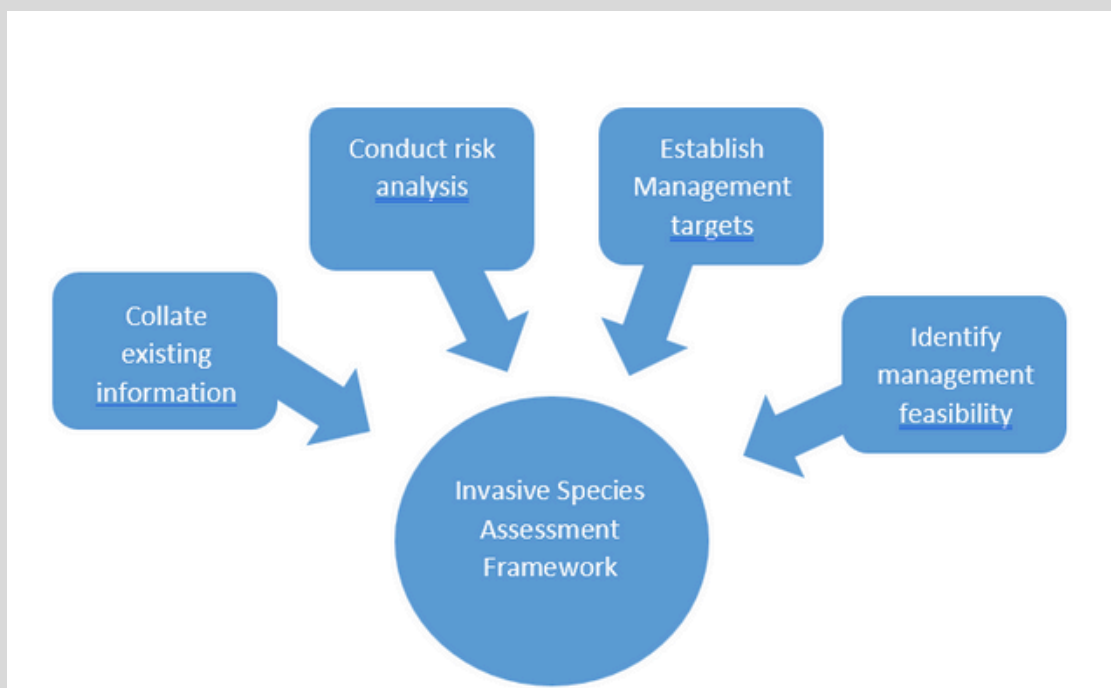 Conduct risk
analysis
Establish
Management
targets
Collate
existing
information
Identify
management
feasibility
Invasive Species
Assessment
Framework